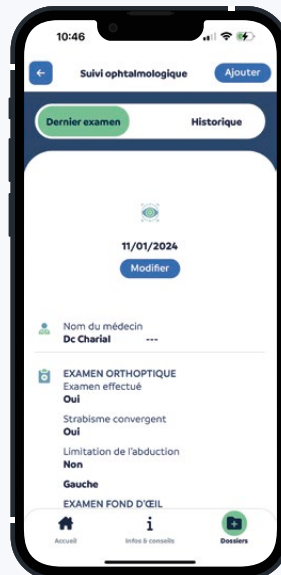 10:46
Suivi ophtalmologique
Ajouter
Dernier examen
Historique
11/01/2024
Modifier
Nom du médecin
Dc Charial ---
EXAMEN ORTHOPTIQUE
Examen effectué
Oui
Strabisme convergent
Oui
Limitation de l'abduction
Non
Gauche
EXAMEN FOND D'ŒIL
Accueil
Infos & conseils
Dossiers